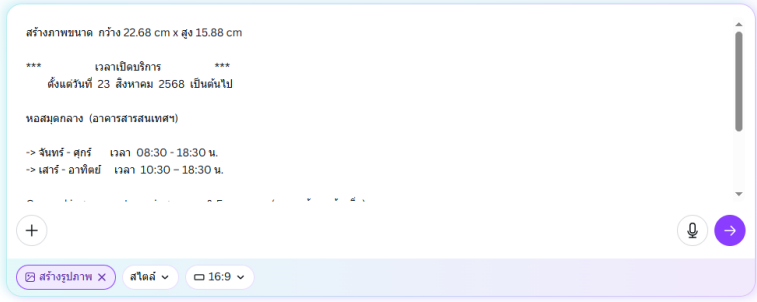 สร้างภาพขนาด กว้าง 22.68 cm x สูง 15.88 cm
*** เวลาเปิดบริการ ***
ตั้งแต่วันที่ 23 สิงหาคม 2568 เป็นต้นไป
หอสมุดกลาง (อาคารสารสนเทศฯ)
-> จันทร์ - ศุกร์ เวลา 08:30 - 18:30 น.
-> เสาร์ - อาทิตย์ เวลา 10:30 – 18:30 น.
สร้างรูปภาพ สไตล์ 16:9